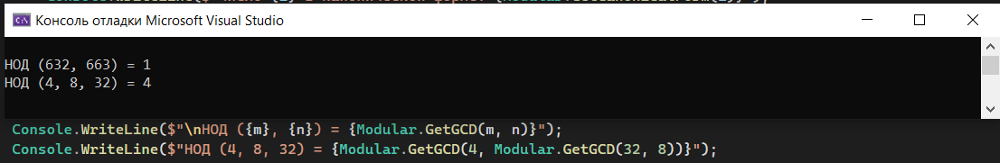 Консоль отладки Microsoft Visual Studio
НОД (632, 663) = 1
НОД (4, 8, 32) = 4
Console.WriteLine($"\nНОД ({m}, {n}) = {Modular.GetGCD(m, n)}");
Console.WriteLine($"НОД (4, 8, 32) = {Modular.GetGCD(4, Modular.GetGCD(32, 8))}");